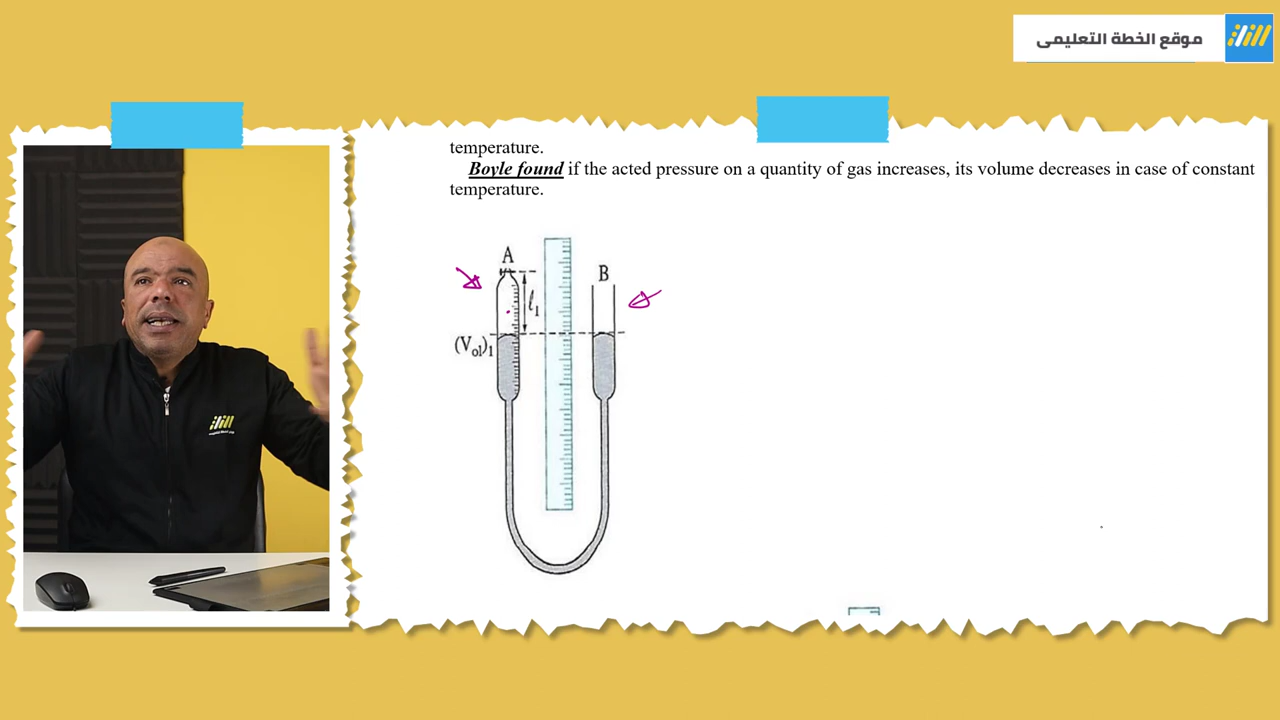 موقع الخطة التعليمى
temperature.
Boyle found if the acted pressure on a quantity of gas increases, its volume decreases in case of constant
temperature.
A
B
l₁
(Vol)₁